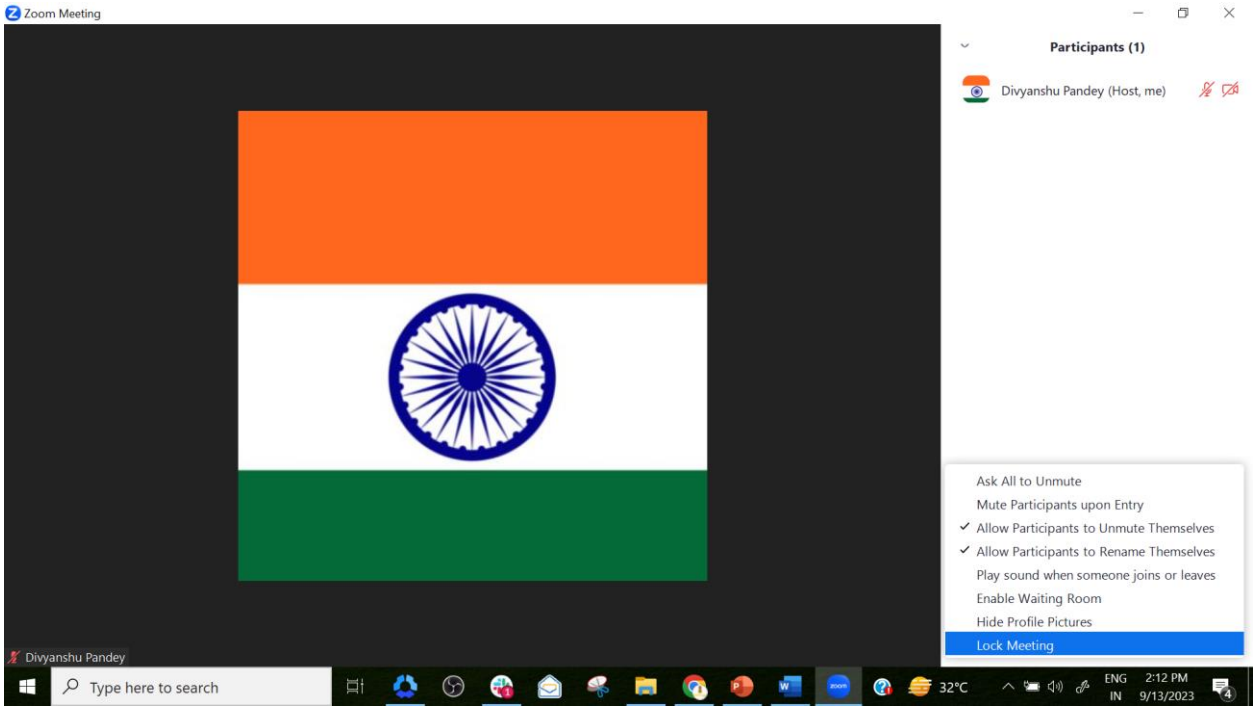 Zoom Meeting
Participants (1)
Divyanshu Pandey (Host, me)
Ask All to Unmute
Mute Participants upon Entry
✓ Allow Participants to Unmute Themselves
✓ Allow Participants to Rename Themselves
Play sound when someone joins or leaves
Enable Waiting Room
Hide Profile Pictures
Lock Meeting
Divyanshu Pandey
Type here to search
zoom
32°C
ENG
IN
2:12 PM
9/13/2023
4